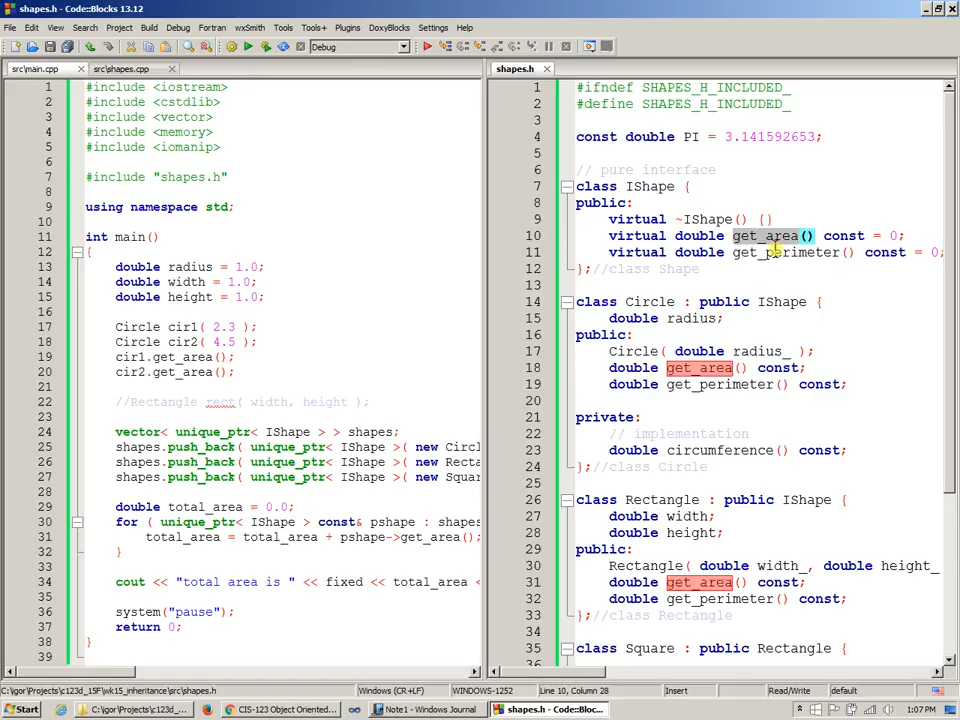 shapes.h - Code::Blocks 13.12
File Edit View Search Project Build Debug Fortran wxSmith Tools Tools+ Plugins DoxyBlocks Settings Help
Debug
src\main.cpp src\shapes.cpp
1 #include <iostream>
2 #include <cstdlib>
3 #include <vector>
4 #include <memory>
5 #include <iomanip>
6
7 #include "shapes.h"
8
9 using namespace std;
10
11 int main()
12 {
13 double radius = 1.0;
14 double width = 1.0;
15 double height = 1.0;
16
17 Circle cir1( 2.3 );
18 Circle cir2( 4.5 );
19 cir1.get_area();
20 cir2.get_area();
21
22 //Rectangle rect( width, height );
23
24 vector< unique_ptr< IShape > > shapes;
25 shapes.push_back( unique_ptr< IShape >( new Circ
26 shapes.push_back( unique_ptr< IShape >( new Recta
27 shapes.push_back( unique_ptr< IShape >( new Squar
28
29 double total_area = 0.0;
30 for ( unique_ptr< IShape > const& pshape : shapes
31 total_area = total_area + pshape->get_area();
32 }
33
34 cout << "total area is " << fixed << total_area <
35
36 system("pause");
37 return 0;
38 }
39
shapes.h
1 #ifndef SHAPES_H_INCLUDED_
2 #define SHAPES_H_INCLUDED_
3
4 const double PI = 3.141592653;
5
6 // pure interface
7 class IShape {
8 public:
9 virtual ~IShape() {}
10 virtual double get_area() const = 0;
11 virtual double get_perimeter() const = 0;
12 };//class Shape
13
14 class Circle : public IShape {
15 double radius;
16 public:
17 Circle( double radius_ );
18 double get_area() const;
19 double get_perimeter() const;
20
21 private:
22 // implementation
23 double circumference() const;
24 };//class Circle
25
26 class Rectangle : public IShape {
27 double width;
28 double height;
29 public:
30 Rectangle( double width_, double height_
31 double get_area() const;
32 double get_perimeter() const;
33 };//class Rectangle
34
35 class Square : public Rectangle {
36
C:\igor\Projects\c123d_15F\wk15_inheritance\src\shapes.h Windows (CR+LF) WINDOWS-1252 Line 10, Column 28 Insert Read/Write default
Start C:\igor\Projects\c123d_... CIS-123 Object Oriented... Note1 - Windows Journal shapes.h - Code::Bloc... 1:07 PM